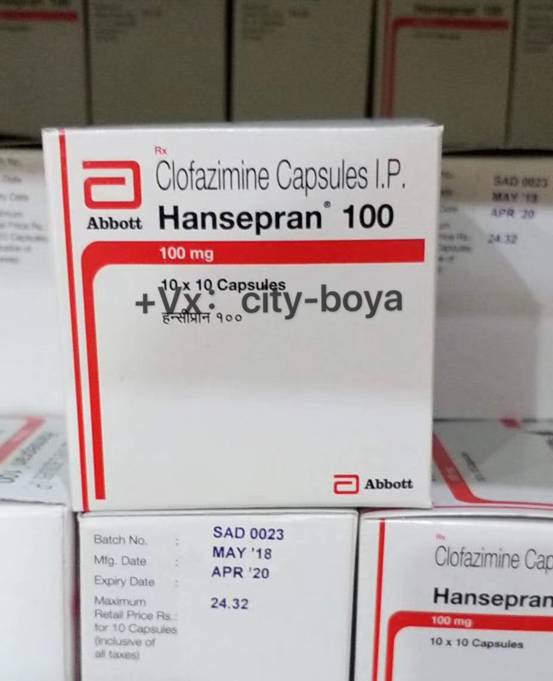 Hansepran 100
SAD 0023
MAY '18
APR '20
24.32
Rx
Clofazimine Capsules I.P.
Abbott Hansepran® 100
100 mg
10 x 10 Capsules
+Vx: city-boya
हन्सीप्रान १००
Abbott
Batch No. : SAD 0023
Mfg. Date : MAY '18
Expiry Date : APR '20
Maximum
Retail Price Rs.: 24.32
for 10 Capsules
(inclusive of
all taxes)
Rx
Clofazimine Cap
Hansepran
100 mg
10 x 10 Capsules